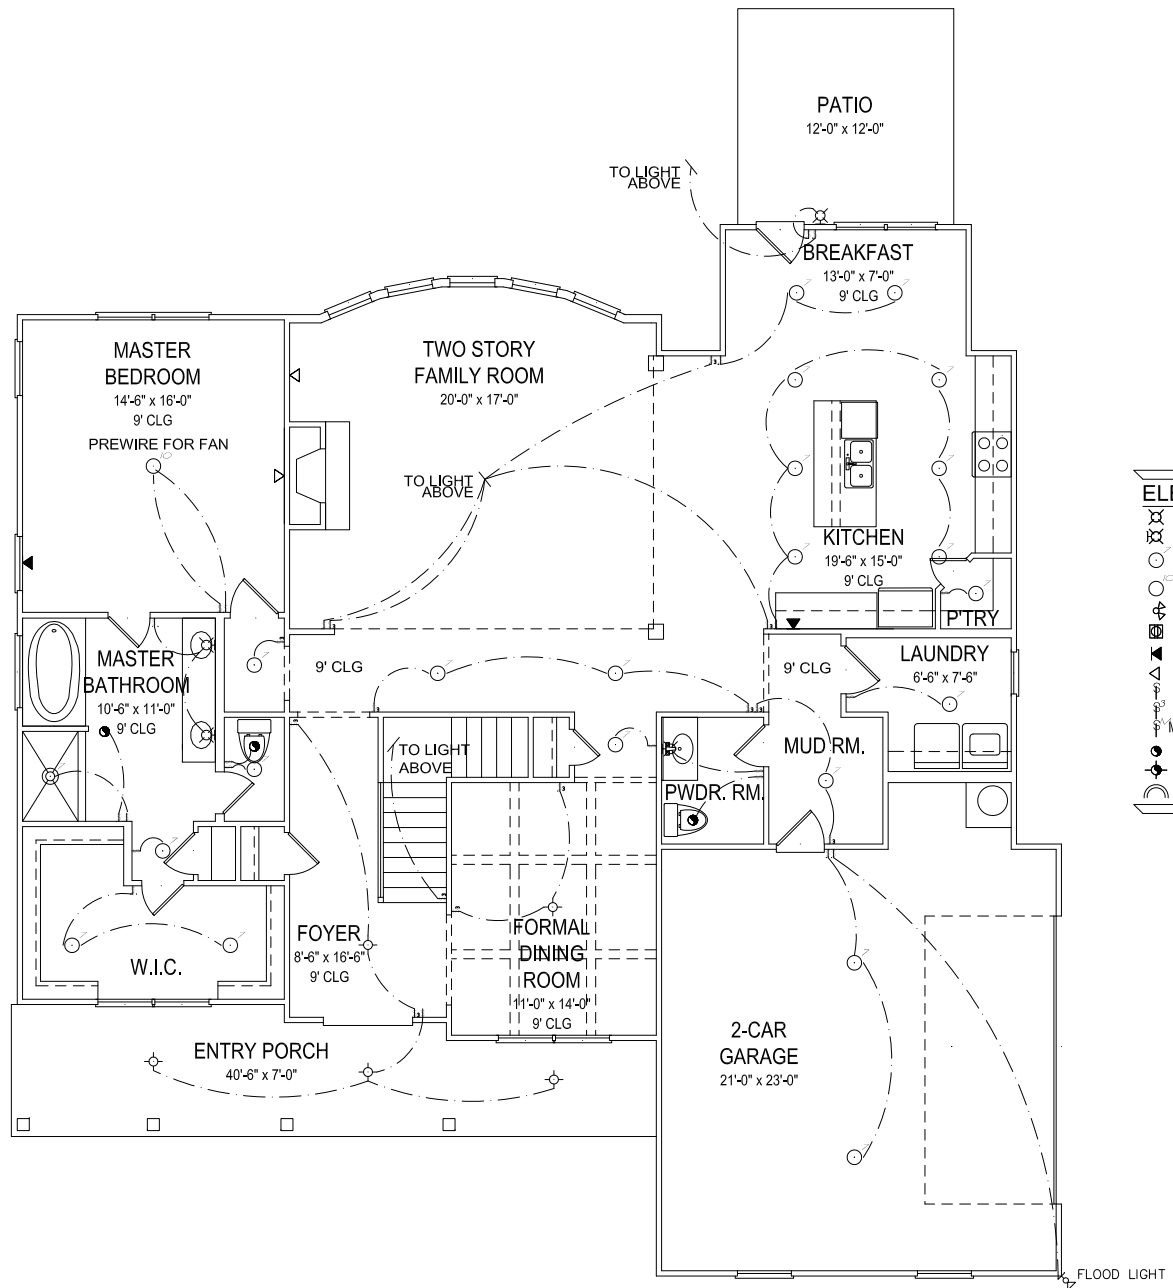 PATIO
12'-0" x 12'-0"
TO LIGHT
ABOVE
BREAKFAST
13'-0" x 7'-0"
9' CLG
MASTER
BEDROOM
14'-6" x 16'-0"
9' CLG
PREWIRE FOR FAN
TWO STORY
FAMILY ROOM
20'-0" x 17'-0"
TO LIGHT
ABOVE
KITCHEN
19'-6" x 15'-0"
9' CLG
P'TRY
MASTER
BATHROOM
10'-6" x 11'-0"
9' CLG
9' CLG
9' CLG
LAUNDRY
6'-6" x 7'-6"
TO LIGHT
ABOVE
MUD RM.
PWDR. RM.
W.I.C.
FOYER
8'-6" x 16'-6"
9' CLG
FORMAL
DINING
ROOM
11'-0" x 14'-0"
9' CLG
ENTRY PORCH
40'-6" x 7'-0"
2-CAR
GARAGE
21'-0" x 23'-0"
FLOOD LIGHT